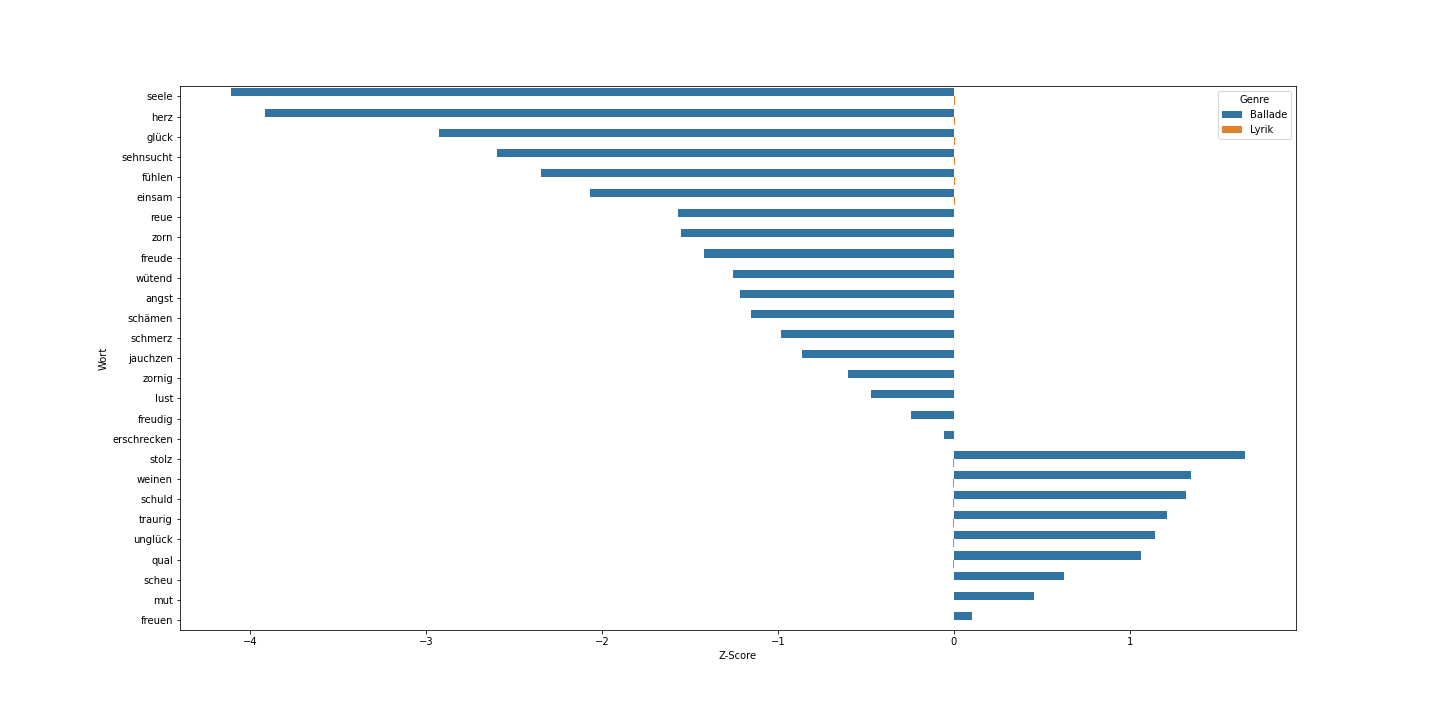 Genre
Ballade
Lyrik
seele
herz
glück
sehnsucht
fühlen
einsam
reue
zorn
freude
wütend
angst
schämen
schmerz
jauchzen
zornig
lust
freudig
erschrecken
stolz
weinen
schuld
traurig
unglück
qual
scheu
mut
freuen
Wort
−4 −3 −2 −1 0 1
Z-Score